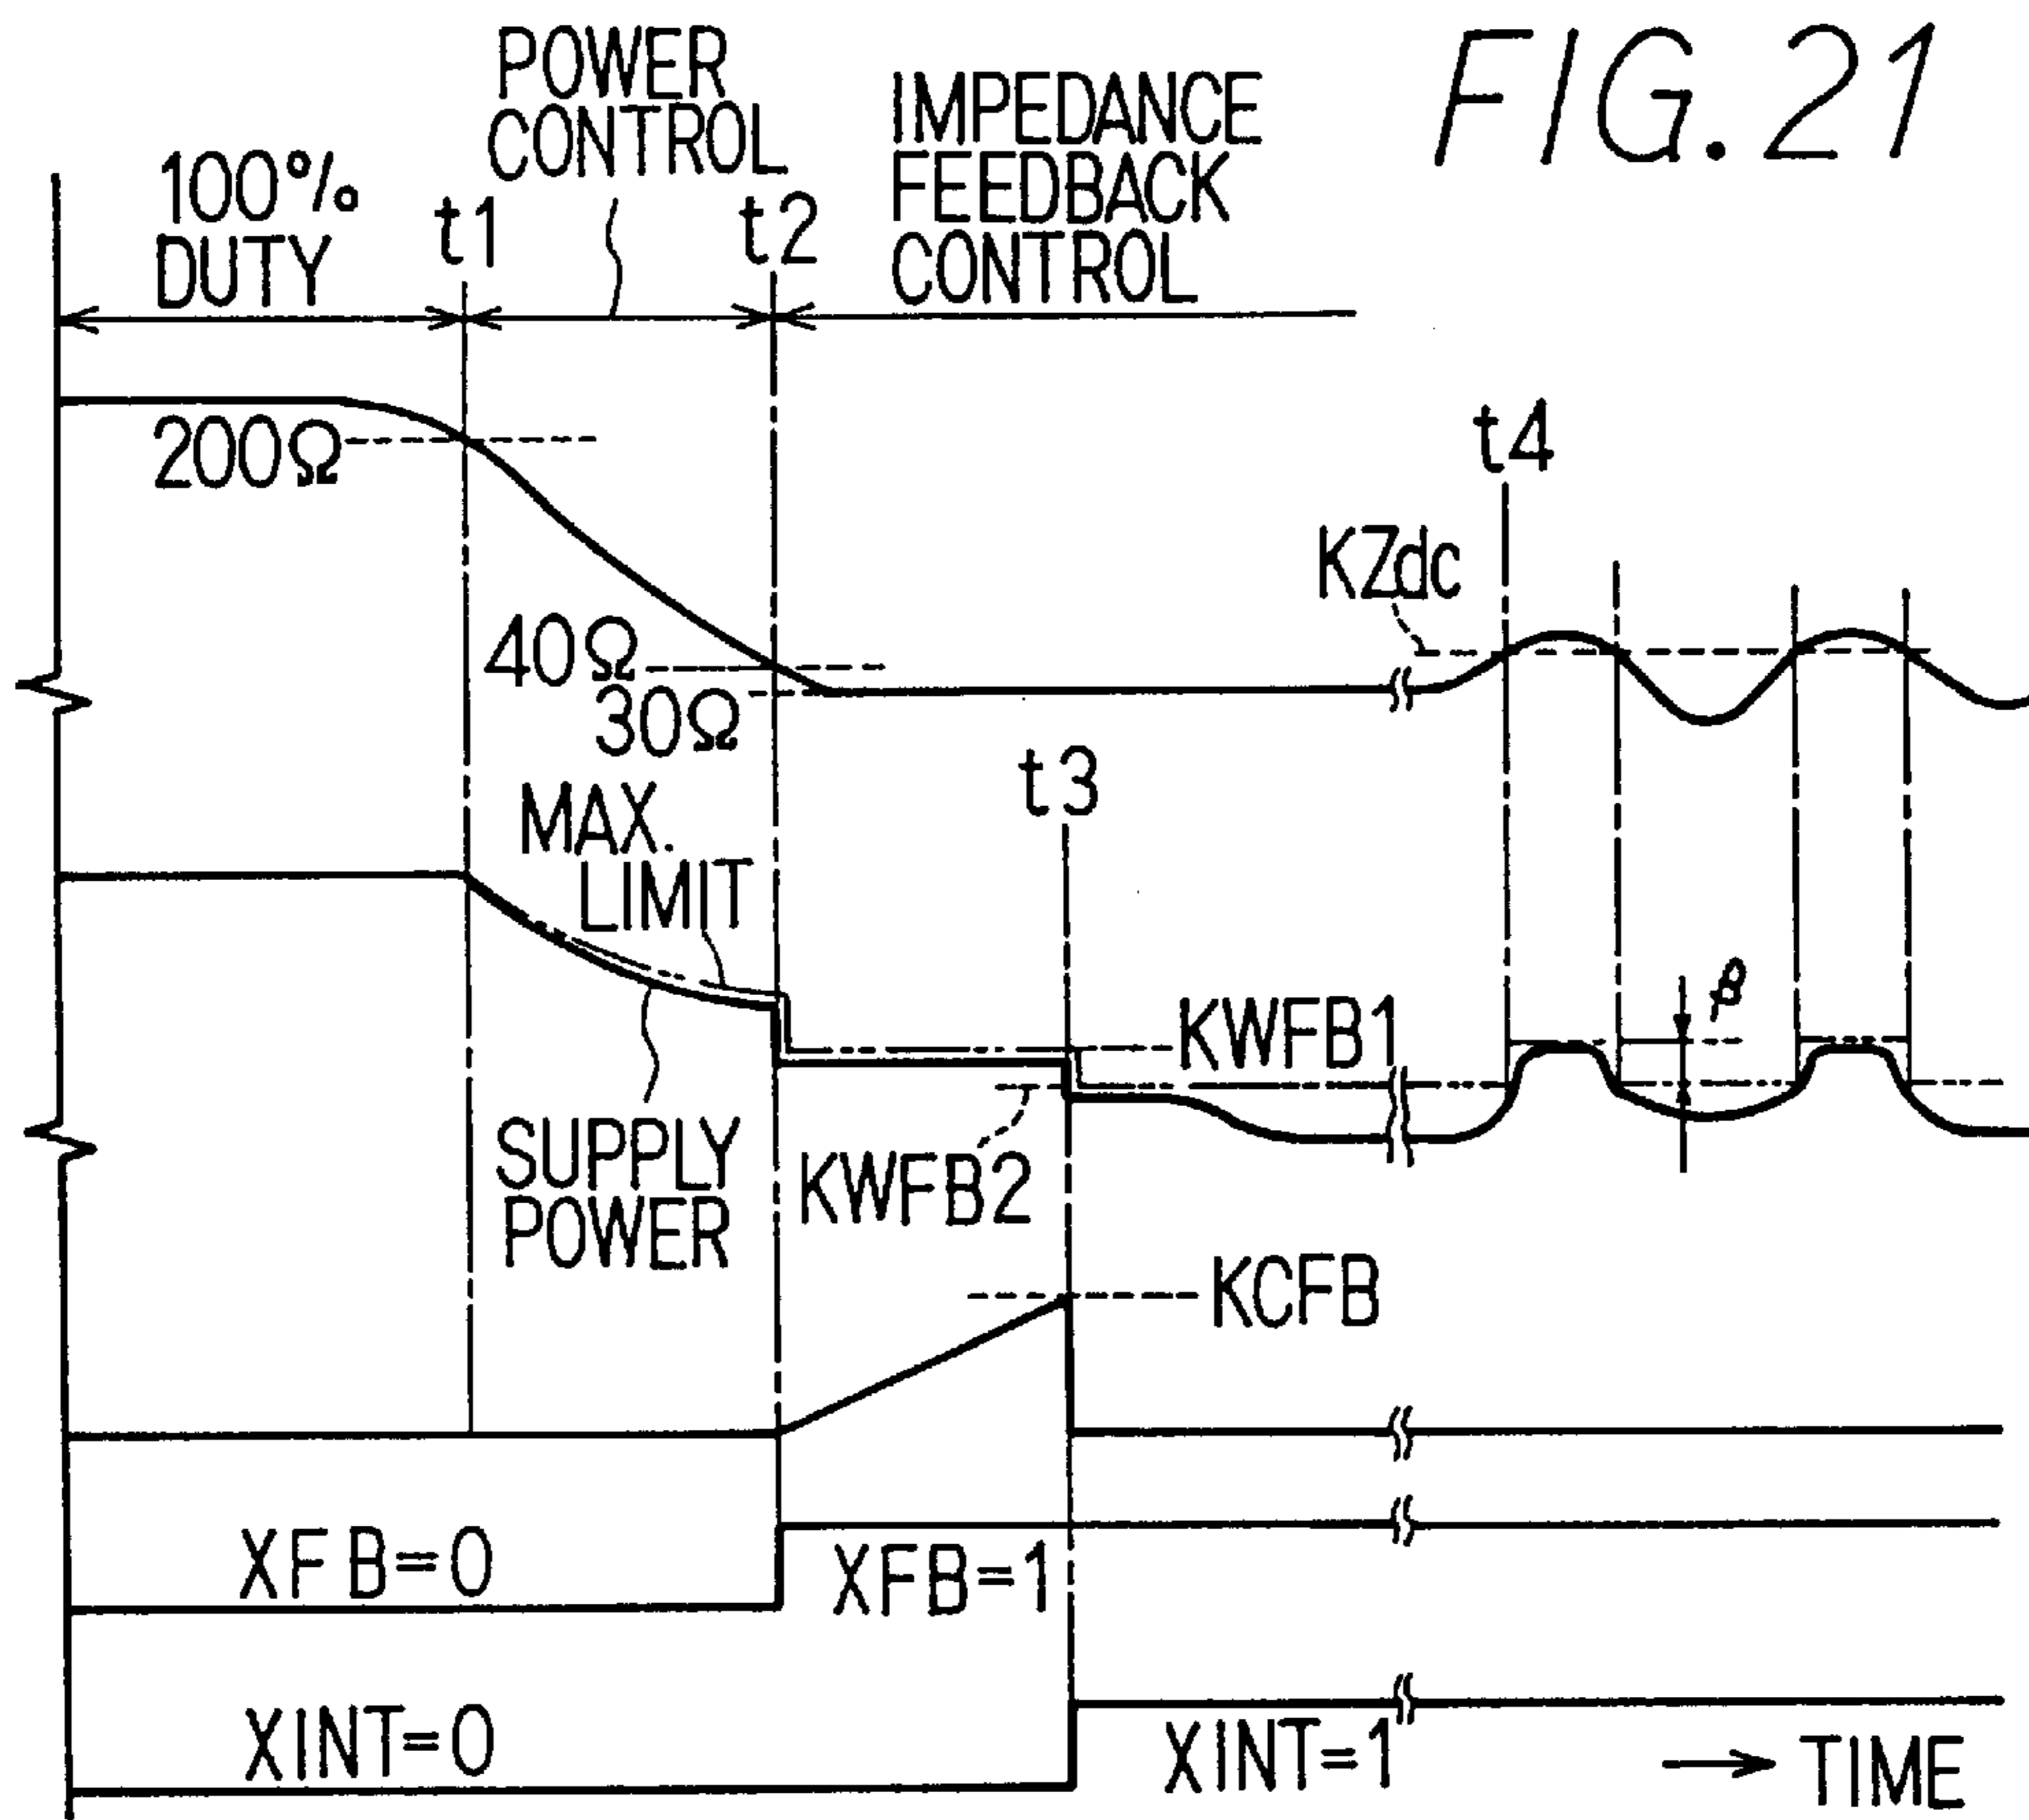 FIG.21
POWER
CONTROL
IMPEDANCE
FEEDBACK
CONTROL
100%
DUTY
t1
t2
200Ω
t4
KZdc
40Ω
30Ω
t3
MAX.
LIMIT
β
KWFB1
SUPPLY
POWER
KWFB2
KCFB
XFB=0
XFB=1
XINT=0
XINT=1
TIME